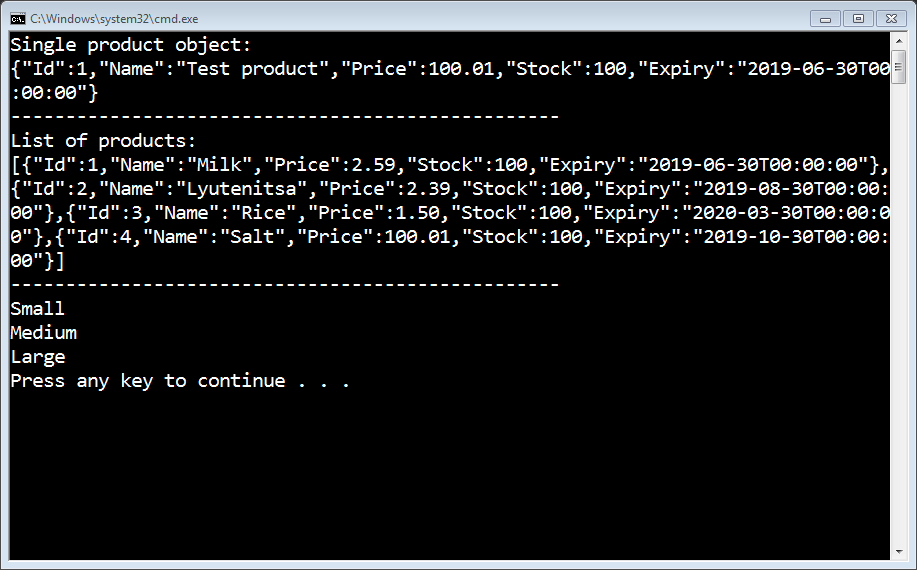 C:\Windows\system32\cmd.exe
Single product object:
{"Id":1,"Name":"Test product","Price":100.01,"Stock":100,"Expiry":"2019-06-30T00
:00:00"}
--------------------------------------------------
List of products:
[{"Id":1,"Name":"Milk","Price":2.59,"Stock":100,"Expiry":"2019-06-30T00:00:00"},
{"Id":2,"Name":"Lyutenitsa","Price":2.39,"Stock":100,"Expiry":"2019-08-30T00:00:
00"},{"Id":3,"Name":"Rice","Price":1.50,"Stock":100,"Expiry":"2020-03-30T00:00:0
0"},{"Id":4,"Name":"Salt","Price":100.01,"Stock":100,"Expiry":"2019-10-30T00:00:
00"}]
--------------------------------------------------
Small
Medium
Large
Press any key to continue . . .